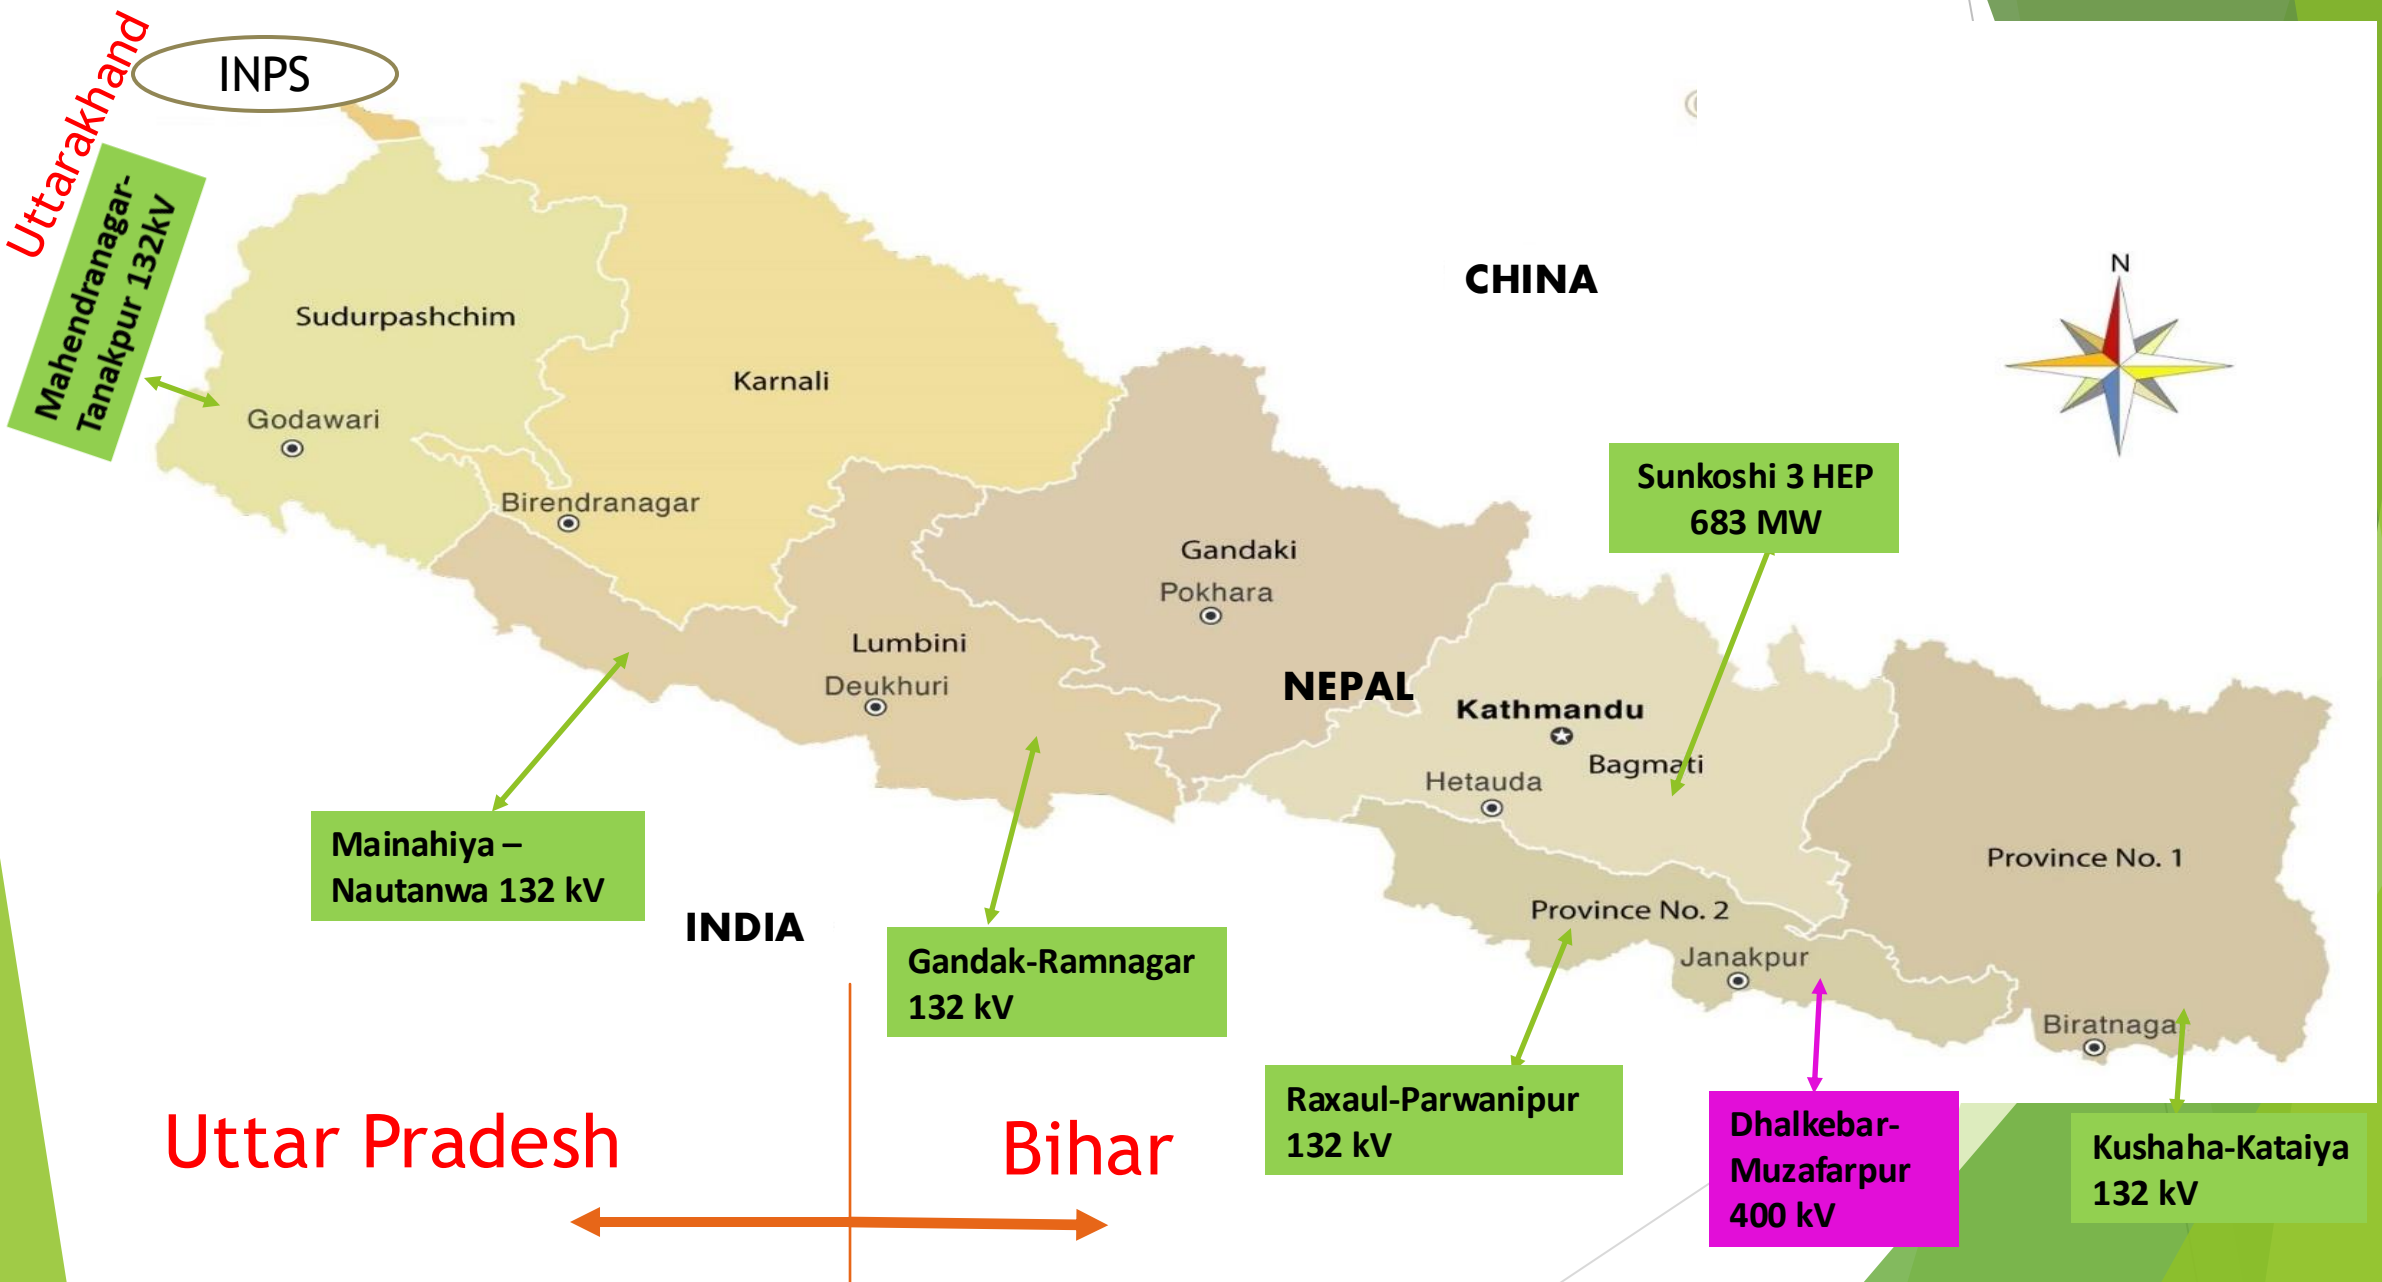 Uttarakhand
INPS
Mahendranagar-
Tanakpur 132kV
CHINA
N
Sudurpashchim
Karnali
Godawari
Sunkoshi 3 HEP
683 MW
Birendranagar
Gandaki
Pokhara
Lumbini
Deukhuri
NEPAL
Kathmandu
Bagmati
Hetauda
Mainahiya –
Nautanwa 132 kV
Province No. 1
INDIA
Province No. 2
Gandak-Ramnagar
132 kV
Janakpur
Biratnaga
Raxaul-Parwanipur
132 kV
Dhalkebar-
Muzafarpur
400 kV
Kushaha-Kataiya
132 kV
Uttar Pradesh
Bihar